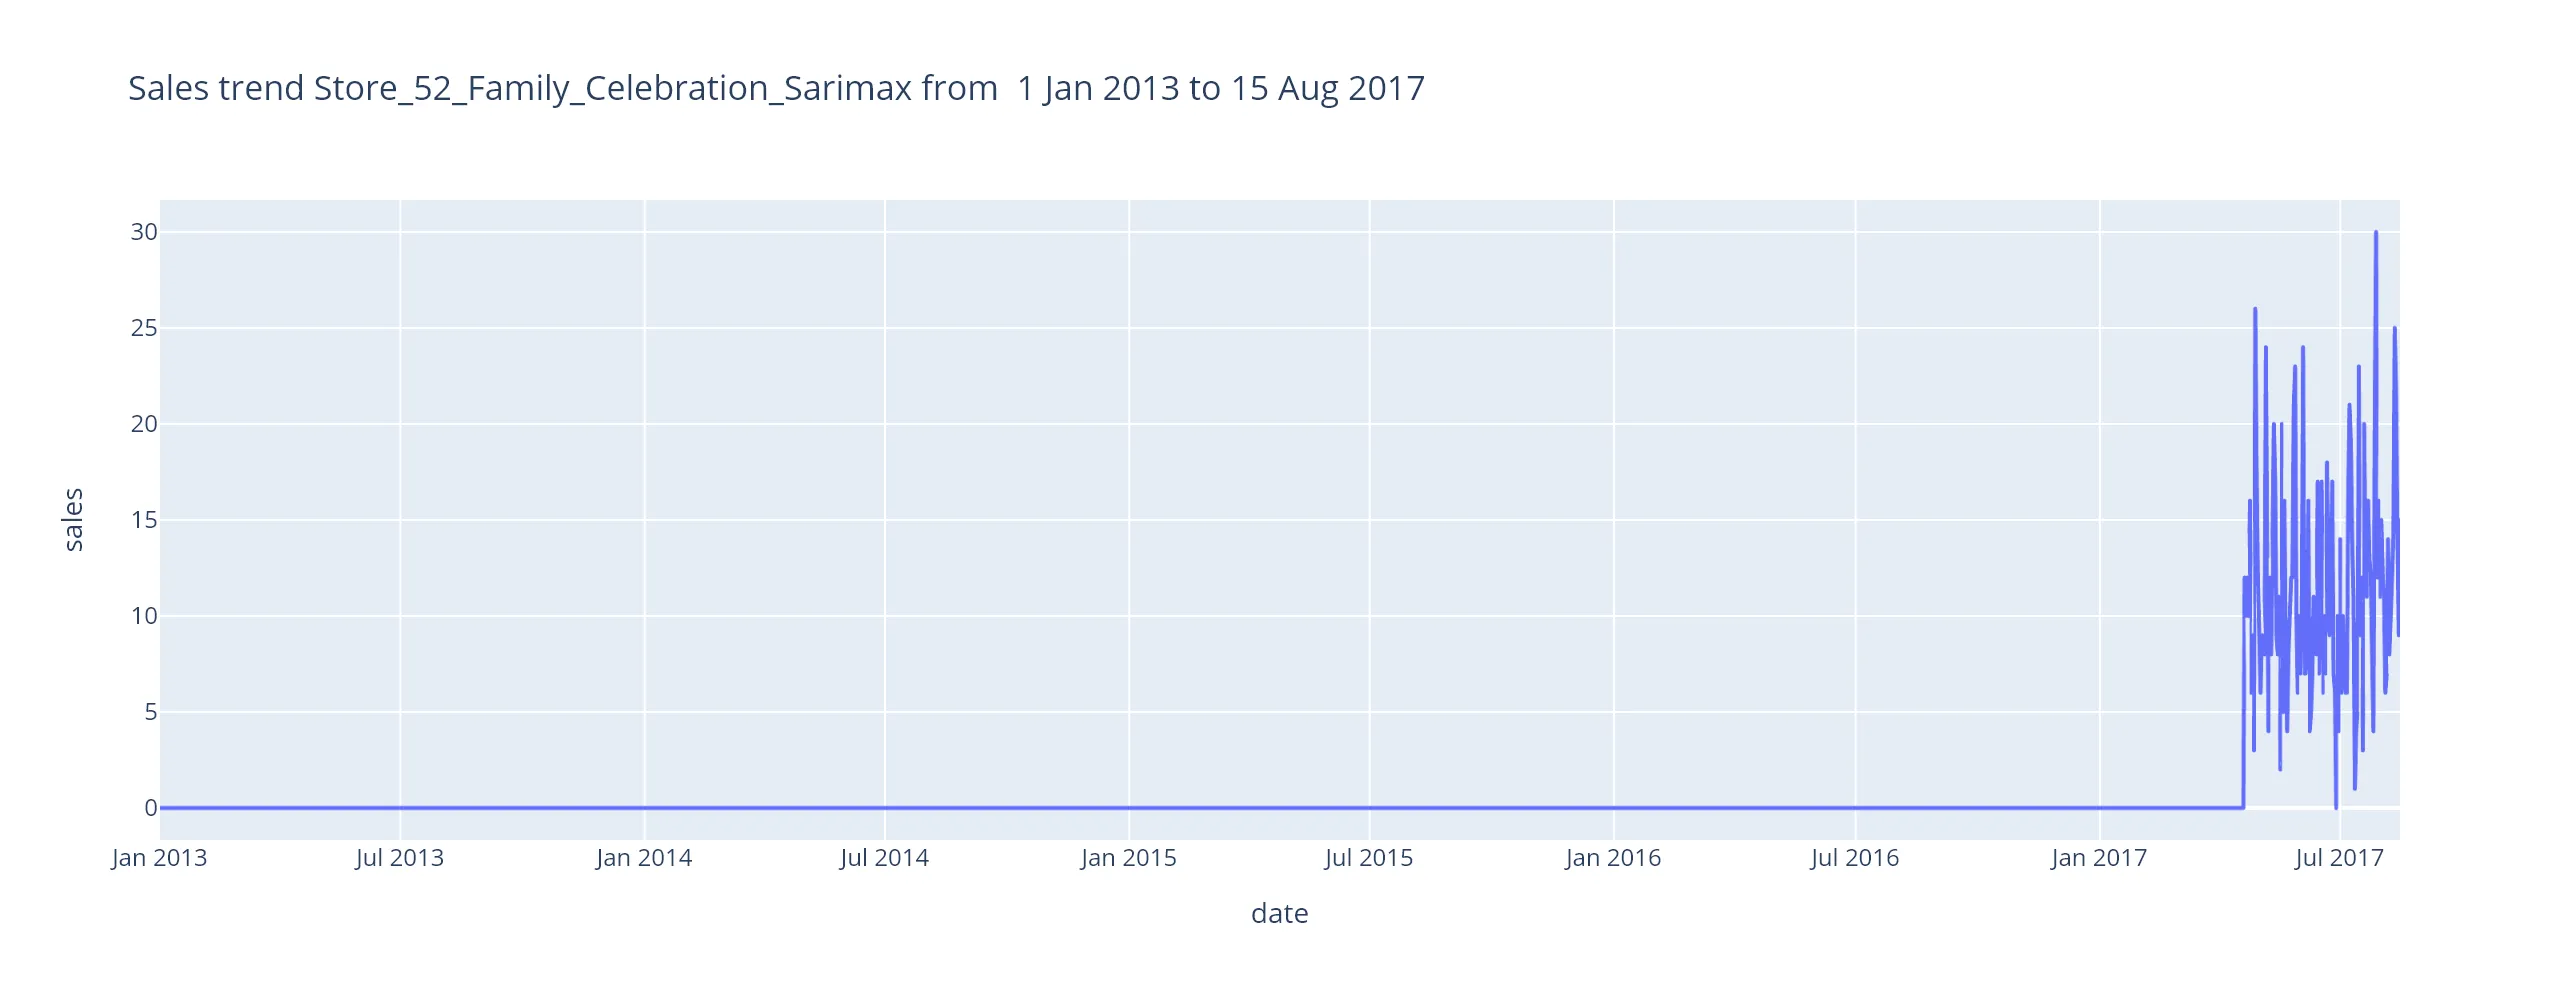 Sales trend Store_52_Family_Celebration_Sarimax from  1 Jan 2013 to 15 Aug 2017
30
25
20
15
10
5
0
sales
Jan 2013 Jul 2013 Jan 2014 Jul 2014 Jan 2015 Jul 2015 Jan 2016 Jul 2016 Jan 2017 Jul 2017
date